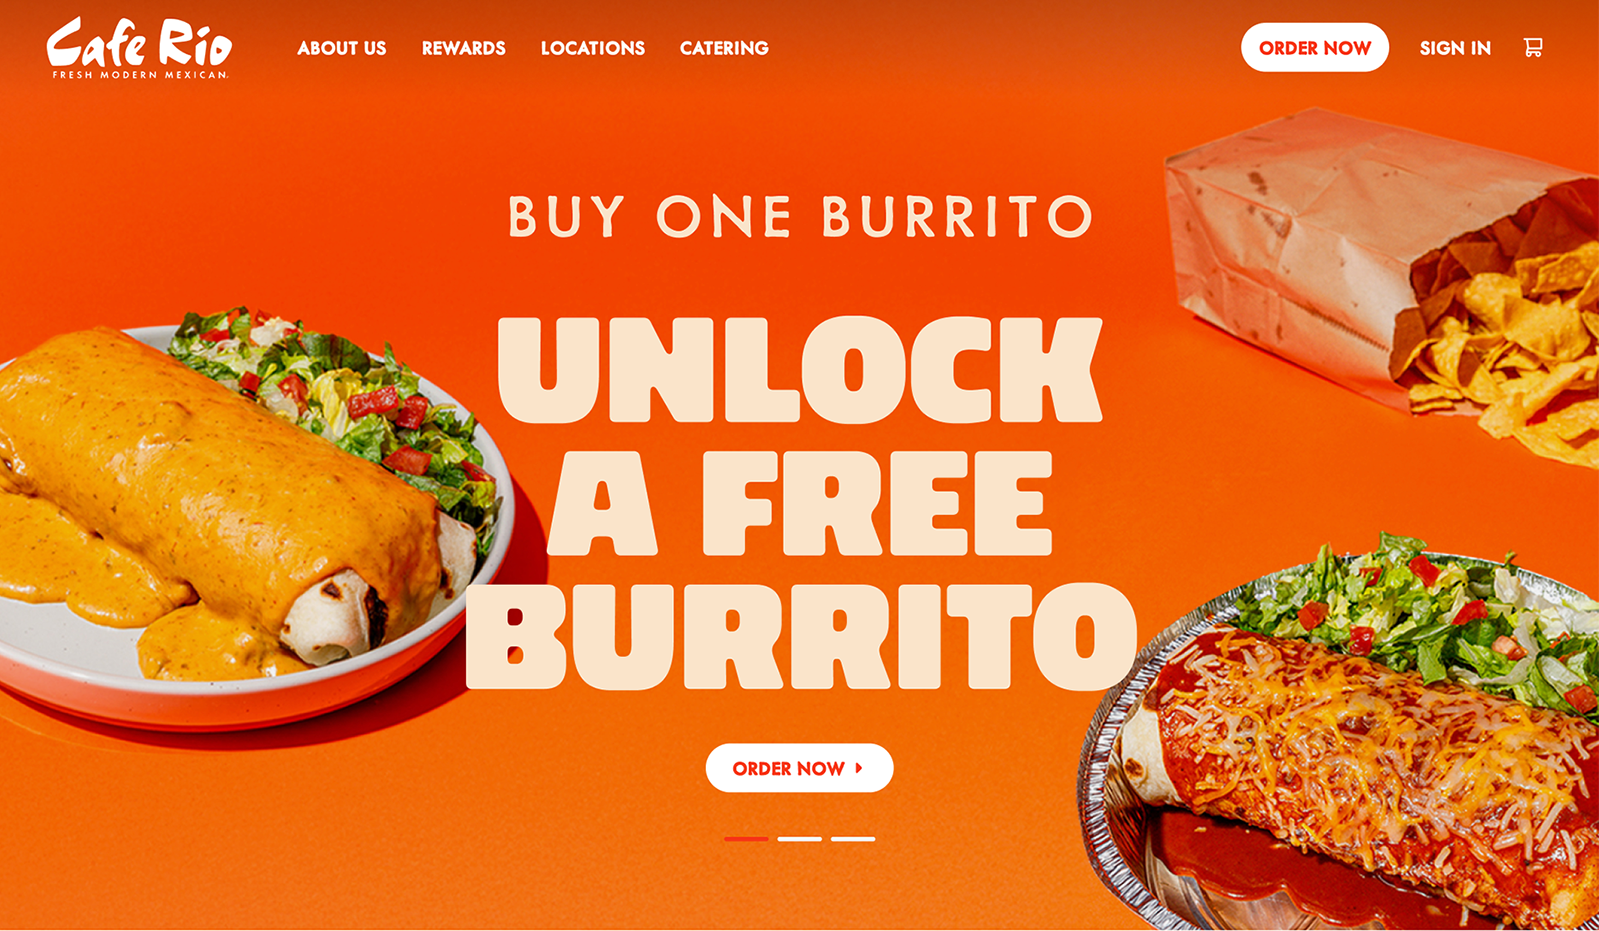 Cafe Rio
FRESH MODERN MEXICAN
ABOUT US
REWARDS
LOCATIONS
CATERING
ORDER NOW
SIGN IN
BUY ONE BURRITO
UNLOCK
A FREE
BURRITO
ORDER NOW